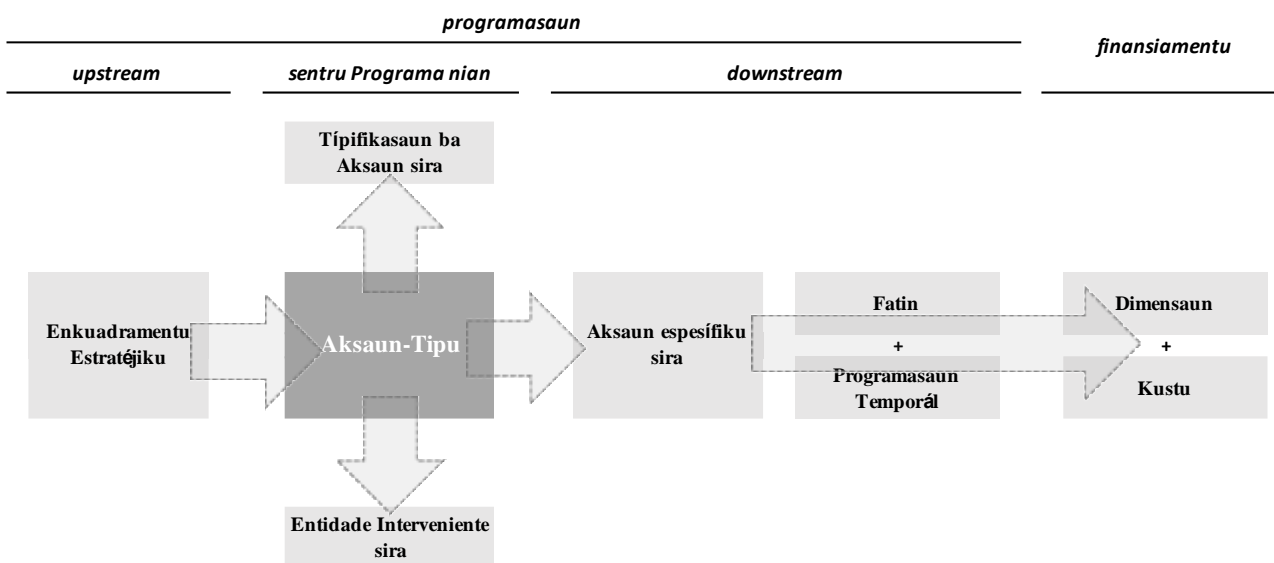 programasaun
finansiamentu
upstream
sentru Programa nian
downstream
Típifikasaun ba
Aksaun sira
Enkuadramentu
Estratéjiku
Aksaun-Tipu
Aksaun espesífiku
sira
Fatin
+
Programasaun
Temporál
Dimensaun
+
Kustu
Entidade Interveniente
sira